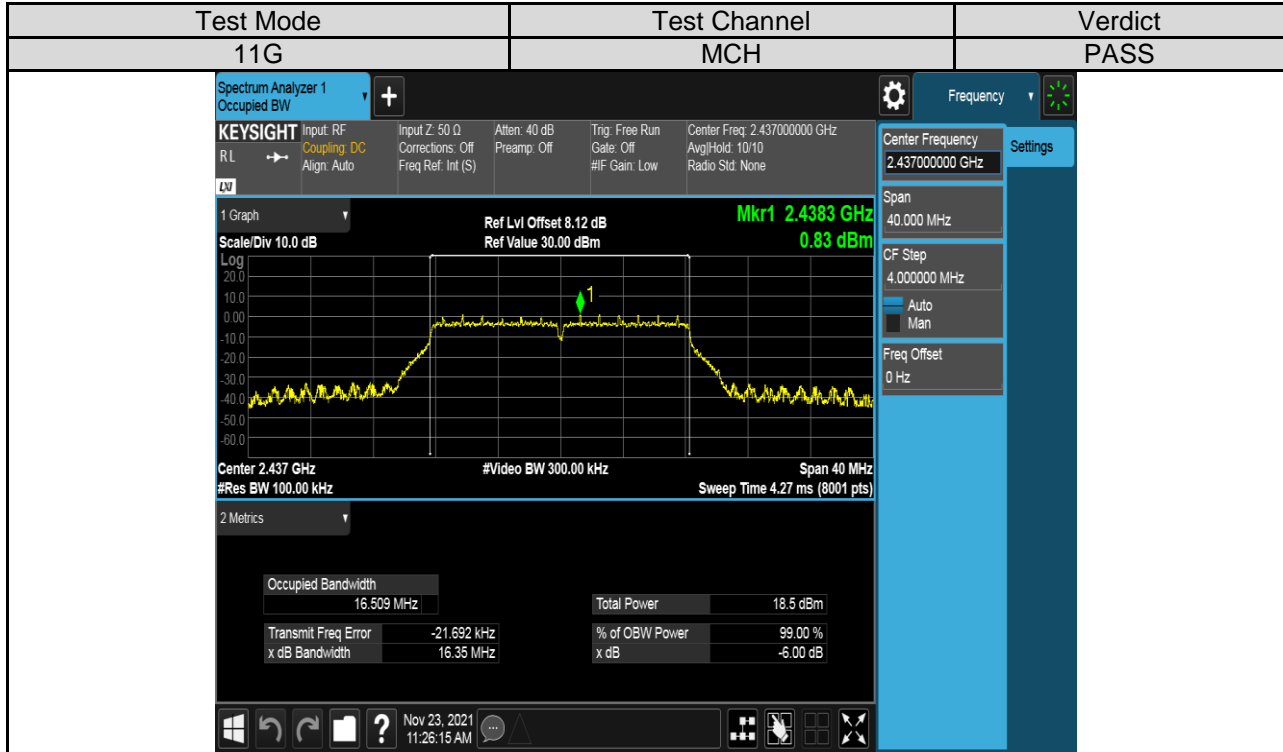 Test Mode Test Channel Verdict
11G MCH PASS
Spectrum Analyzer 1
Occupied BW
+
Frequency
KEYSIGHT Input: RF Input Z: 50 Ω Atten: 40 dB Trig: Free Run Center Freq: 2.437000000 GHz
RL Coupling: DC Corrections: Off Preamp: Off Gate: Off Avg|Hold: 10/10
Align: Auto Freq Ref: Int (S) #IF Gain: Low Radio Std: None
LXI
Center Frequency
2.437000000 GHz
Settings
Span
40.000 MHz
CF Step
4.000000 MHz
Auto
Man
Freq Offset
0 Hz
1 Graph Ref Lvl Offset 8.12 dB Mkr1 2.4383 GHz
Scale/Div 10.0 dB Ref Value 30.00 dBm 0.83 dBm
Log
20.0
10.0
1
0.00
-10.0
-20.0
-30.0
-40.0
-50.0
-60.0
Center 2.437 GHz #Video BW 300.00 kHz Span 40 MHz
#Res BW 100.00 kHz Sweep Time 4.27 ms (8001 pts)
2 Metrics
Occupied Bandwidth
16.509 MHz Total Power 18.5 dBm
Transmit Freq Error -21.692 kHz % of OBW Power 99.00 %
x dB Bandwidth 16.35 MHz x dB -6.00 dB
? Nov 23, 2021
11:26:15 AM